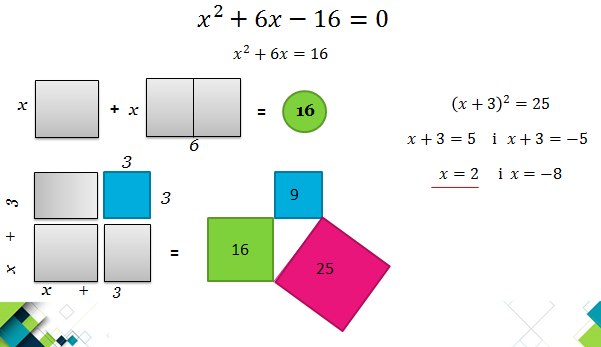 x² + 6x − 16 = 0
x² + 6x = 16
x + x = 16
6
(x + 3)² = 25
x + 3 = 5 i x + 3 = −5
x = 2 i x = −8
3
3
x + 3
=
x + 3
9
16
25